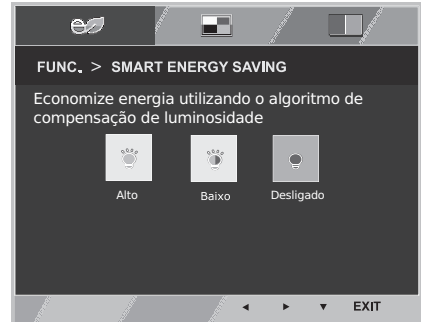 FUNC. > SMART ENERGY SAVING
Economize energia utilizando o algoritmo de
compensação de luminosidade
Alto
Baixo
Desligado
◄ ► ▼ EXIT